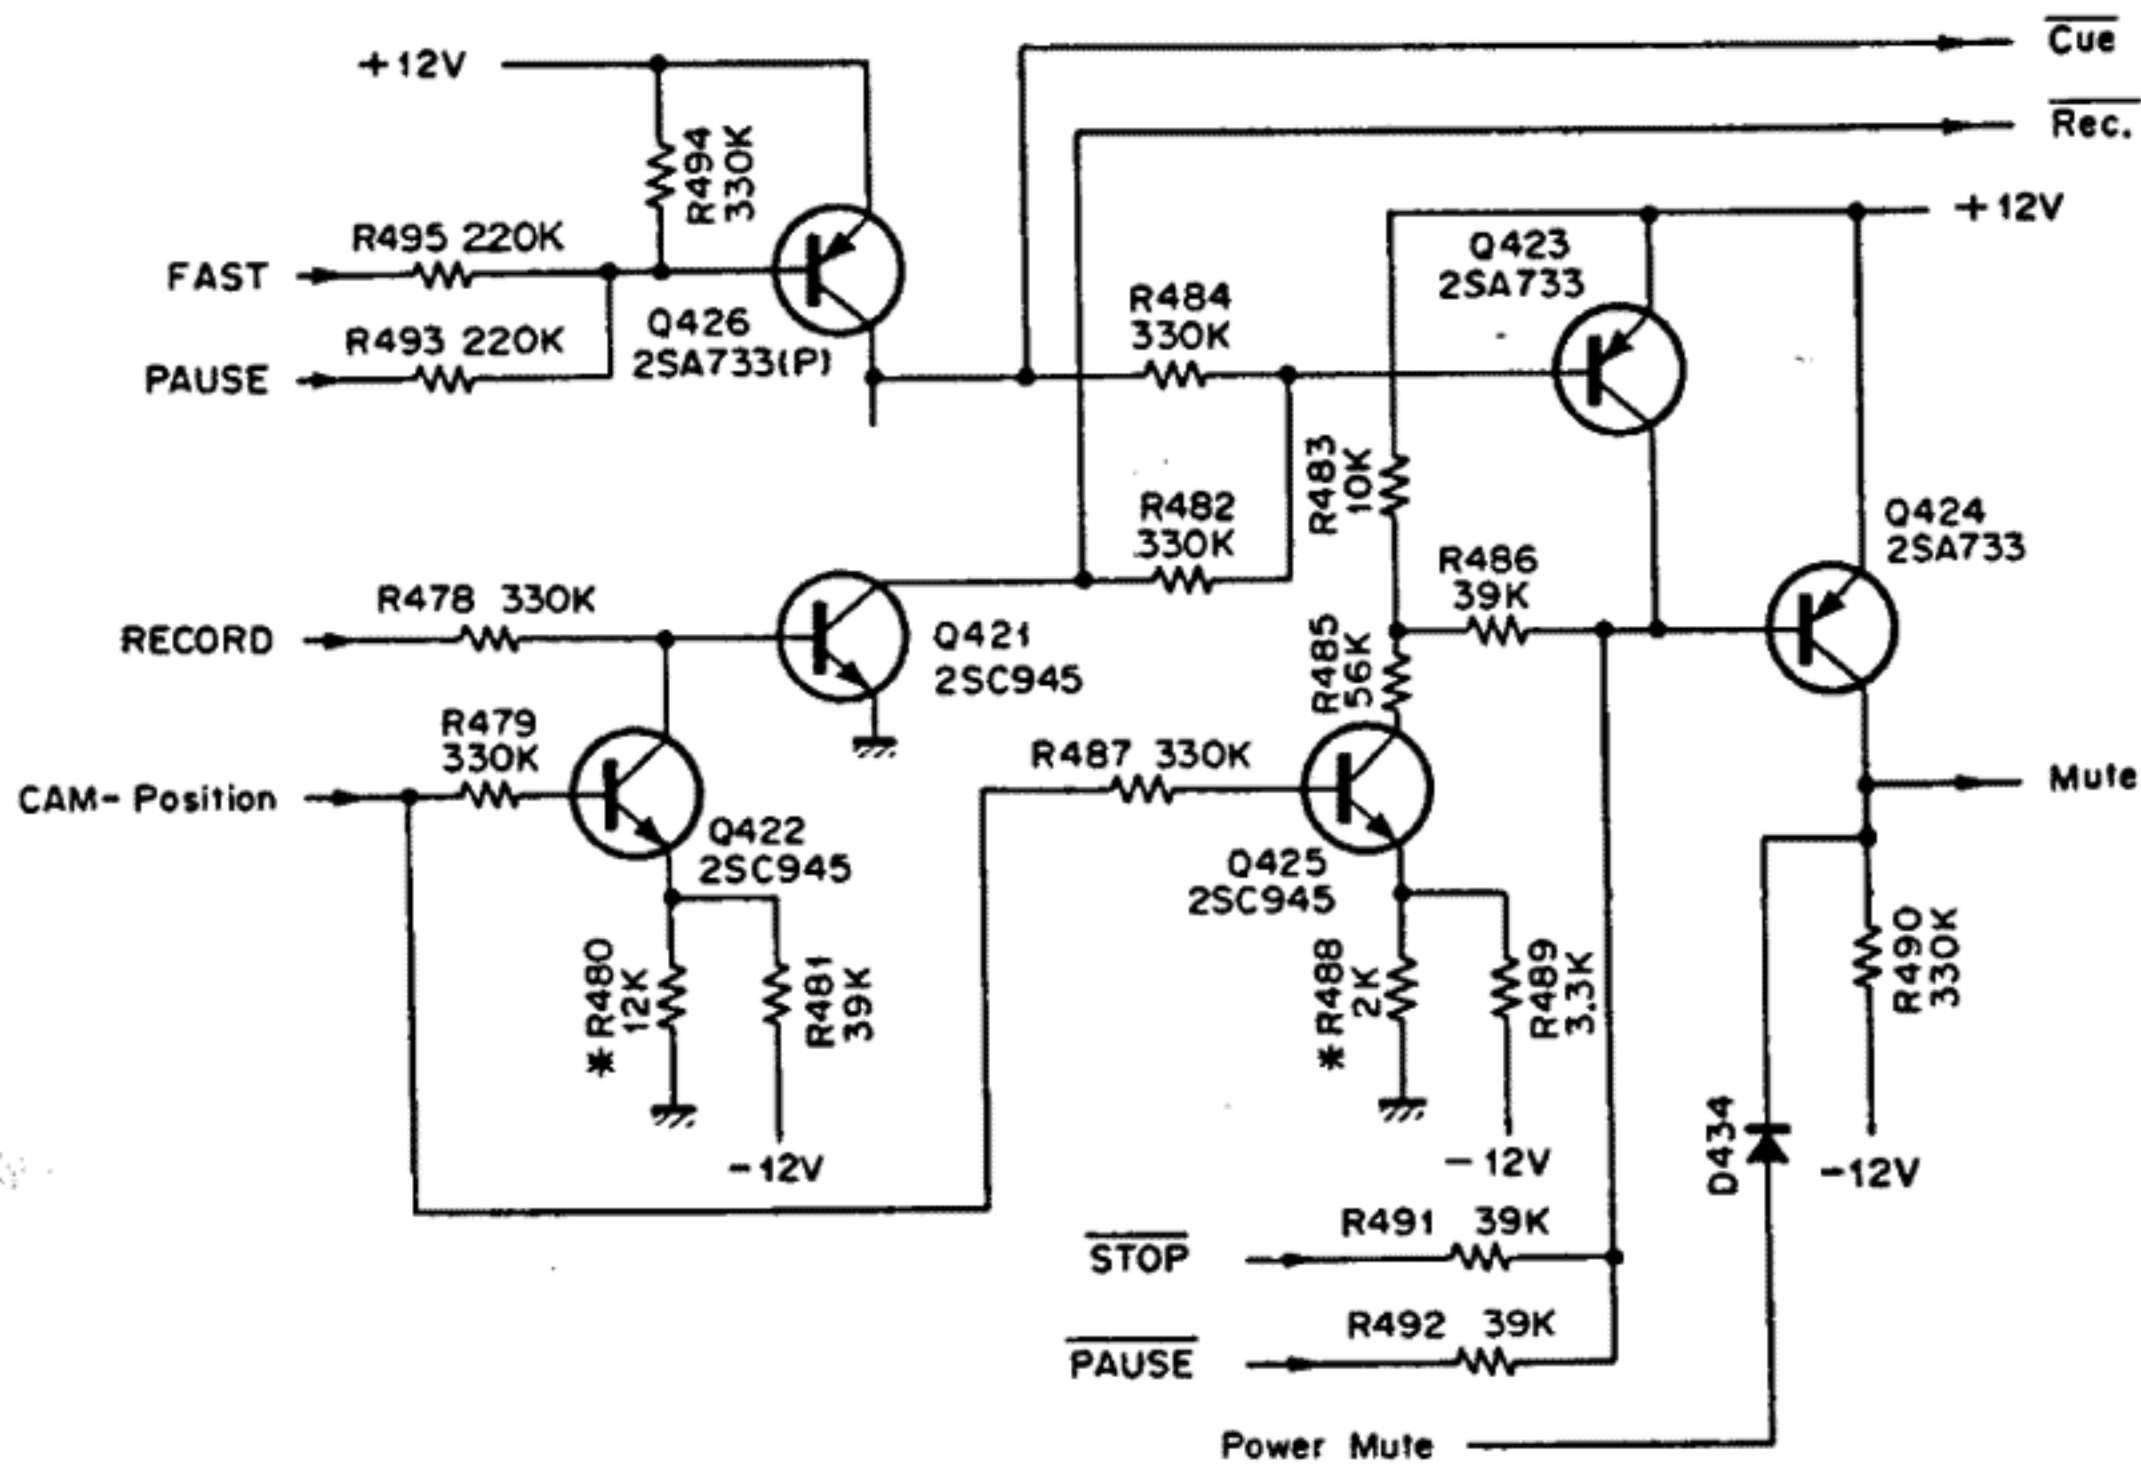 Cue
Rec.
+12V
R494
330K
+12V
R495 220K
FAST
Q423
2SA733
R493 220K
PAUSE
Q426
2SA733(P)
R484
330K
R483
10K
R482
330K
Q424
2SA733
R486
39K
R478 330K
RECORD
Q421
2SC945
R485
56K
R479
330K
CAM-Position
R487 330K
Mute
Q422
2SC945
Q425
2SC945
*R480
12K
R481
39K
*R488
2K
R489
3.3K
R490
330K
-12V
-12V
D434
-12V
R491 39K
STOP
R492 39K
PAUSE
Power Mute